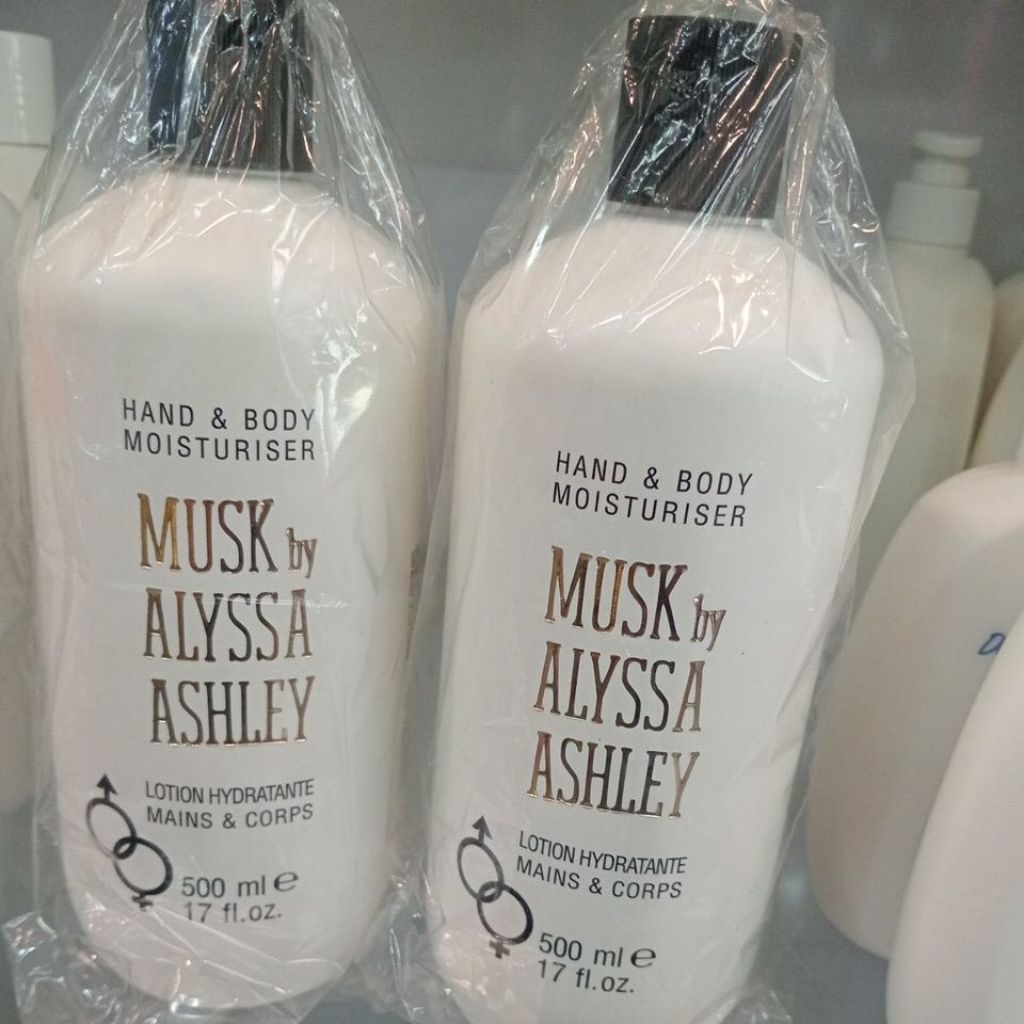 HAND & BODY
MOISTURISER
MUSK by
ALYSSA
ASHLEY
LOTION HYDRATANTE
MAINS & CORPS
500 ml e
17 fl.oz.
HAND & BODY
MOISTURISER
MUSK by
ALYSSA
ASHLEY
LOTION HYDRATANTE
MAINS & CORPS
500 ml e
17 fl.oz.